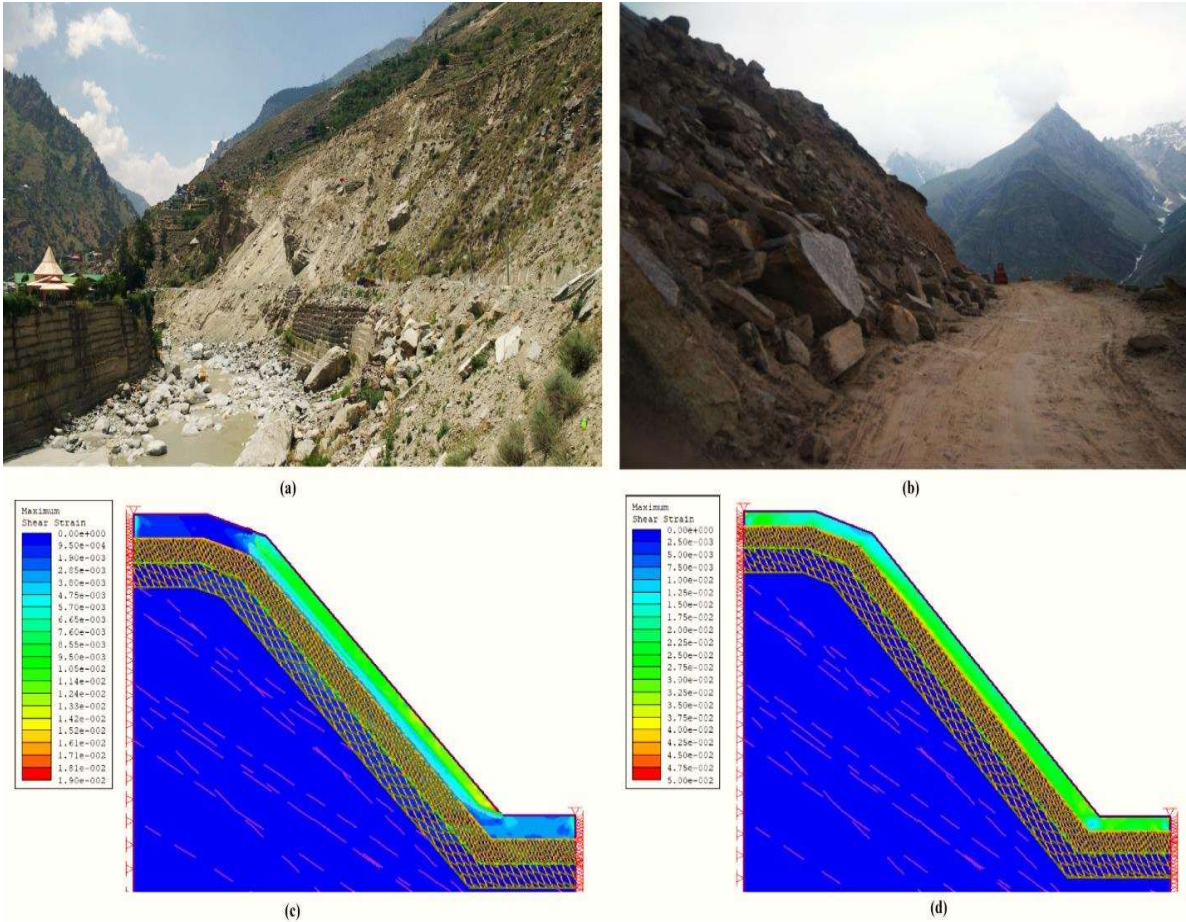 (a)
(b)
Maximum
Shear Strain
0.00e+000
9.50e-004
1.90e-003
2.85e-003
3.80e-003
4.75e-003
5.70e-003
6.65e-003
7.60e-003
8.55e-003
9.50e-003
1.05e-002
1.14e-002
1.24e-002
1.33e-002
1.42e-002
1.52e-002
1.61e-002
1.71e-002
1.81e-002
1.90e-002
(c)
Maximum
Shear Strain
0.00e+000
2.50e-003
5.00e-003
7.50e-003
1.00e-002
1.25e-002
1.50e-002
1.75e-002
2.00e-002
2.25e-002
2.50e-002
2.75e-002
3.00e-002
3.25e-002
3.50e-002
3.75e-002
4.00e-002
4.25e-002
4.50e-002
4.75e-002
5.00e-002
(d)